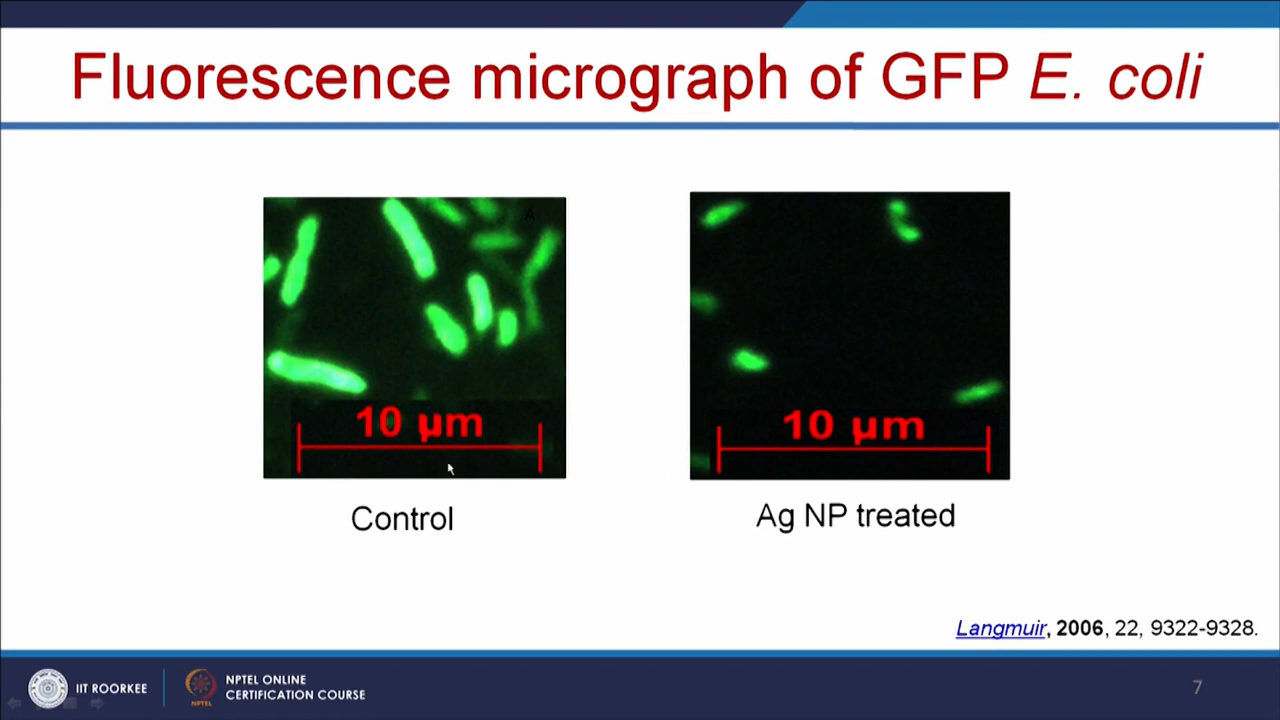 Fluorescence micrograph of GFP E. coli
A
10 µm
10 µm
Control
Ag NP treated
Langmuir, 2006, 22, 9322-9328.
IIT ROORKEE
NPTEL
NPTEL ONLINE
CERTIFICATION COURSE
7